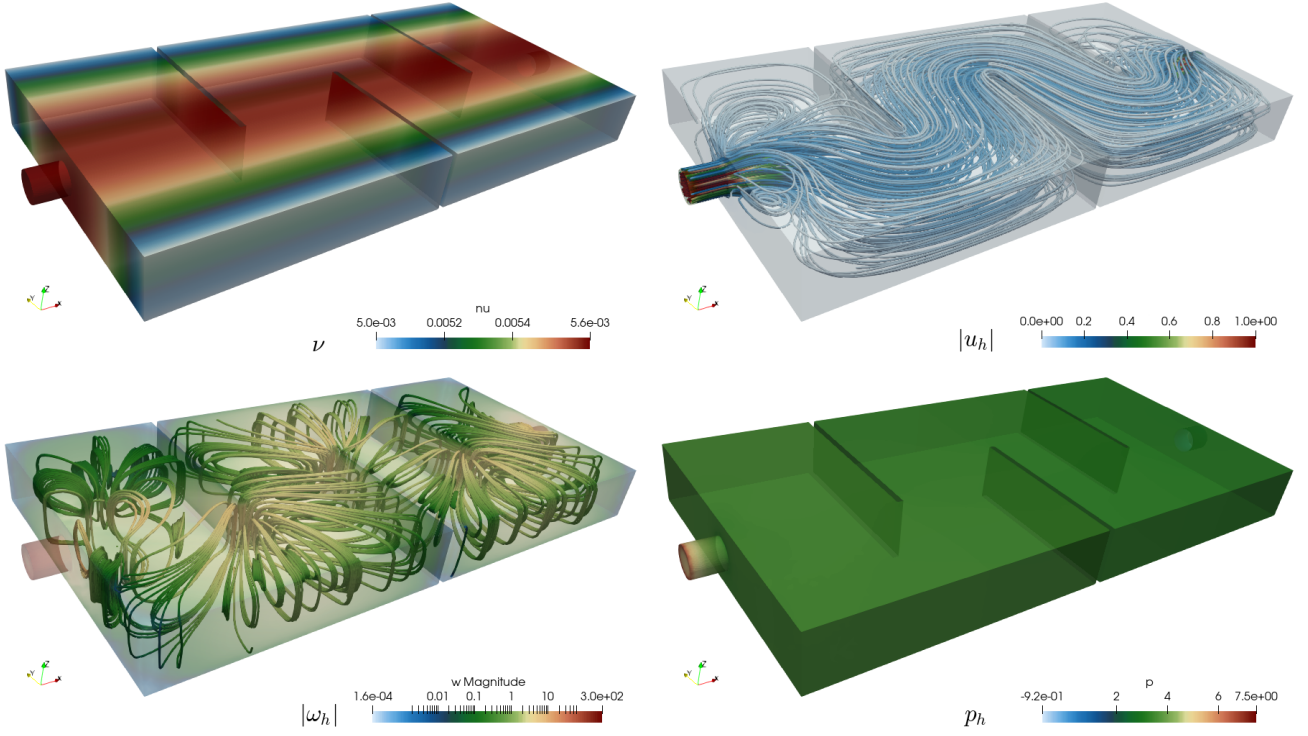 Z
Y
X
nu
5.0e-03 0.0052 0.0054 5.6e-03
ν
Z
Y
X
0.0e+00 0.2 0.4 0.6 0.8 1.0e+00
|u_h|
Z
Y
X
w Magnitude
1.6e-04 0.01 0.1 1 10 3.0e+02
|ω_h|
Z
Y
X
p
-9.2e-01 2 4 6 7.5e+00
p_h